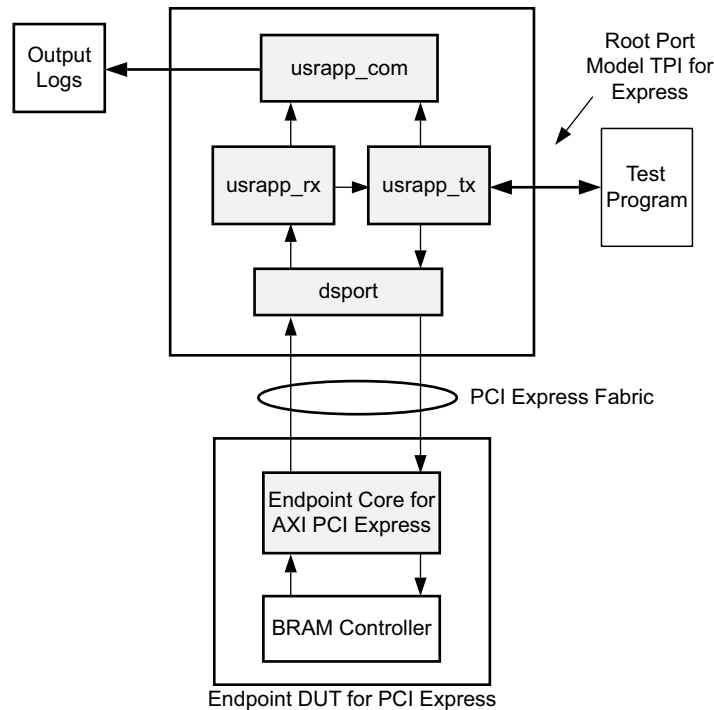 Output
Logs
usrapp_com
Root Port
Model TPI for
Express
usrapp_rx
usrapp_tx
Test
Program
dsport
PCI Express Fabric
Endpoint Core for
AXI PCI Express
BRAM Controller
Endpoint DUT for PCI Express